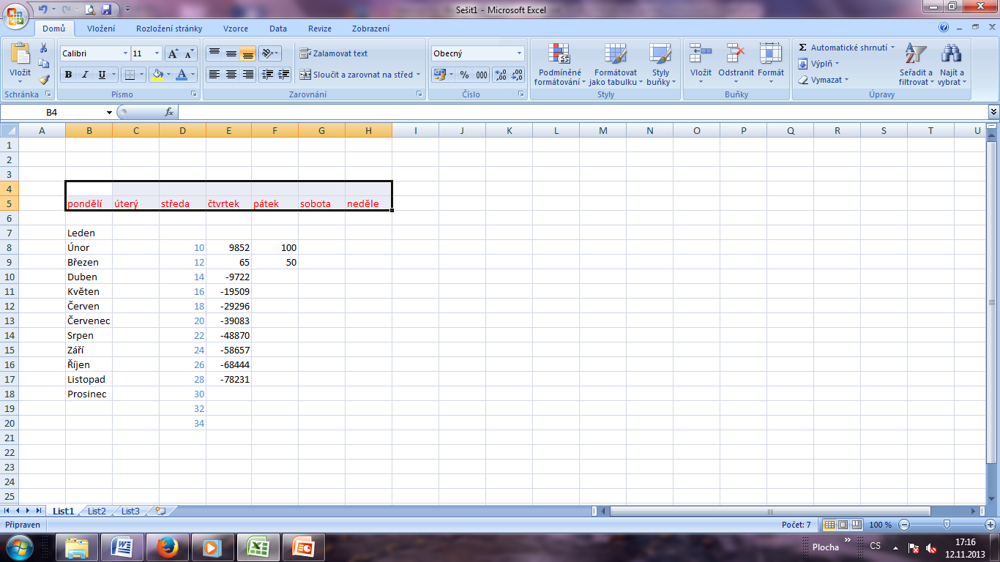 Sešit1 - Microsoft Excel
Domů Vložení Rozložení stránky Vzorce Data Revize Zobrazení
Vložit
Schránka
Calibri 11
B I U
Písmo
Zalamovat text
Sloučit a zarovnat na střed
Zarovnání
Obecný
% 000
Číslo
Podmíněné formátování
Formátovat jako tabulku
Styly buňky
Styly
Vložit Odstranit Formát
Buňky
Σ Automatické shrnutí
Výplň
Vymazat
Seřadit a filtrovat
Najít a vybrat
Úpravy
B4 fx
A B C D E F G H I J K L M N O P Q R S T U
1
2
3
4
5 pondělí úterý středa čtvrtek pátek sobota neděle
6
7 Leden
8 Únor 10 9852 100
9 Březen 12 65 50
10 Duben 14 -9722
11 Květen 16 -19509
12 Červen 18 -29296
13 Červenec 20 -39083
14 Srpen 22 -48870
15 Září 24 -58657
16 Říjen 26 -68444
17 Listopad 28 -78231
18 Prosinec 30
19 32
20 34
21
22
23
24
25
List1 List2 List3
Připraven Počet: 7 100 %
Plocha » CS 17:16
12.11.2013